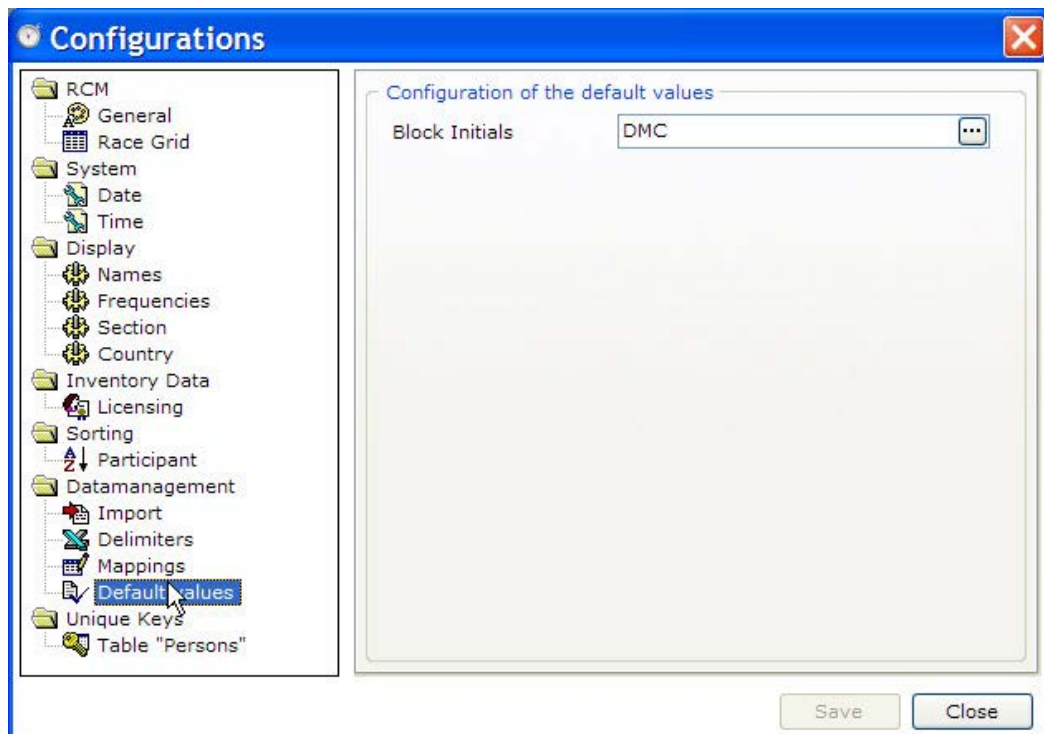 Configurations
RCM
General
Race Grid
System
Date
Time
Display
Names
Frequencies
Section
Country
Inventory Data
Licensing
Sorting
Participant
Datamanagement
Import
Delimiters
Mappings
Default values
Unique Keys
Table "Persons"
Configuration of the default values
Block Initials DMC ...
Save Close